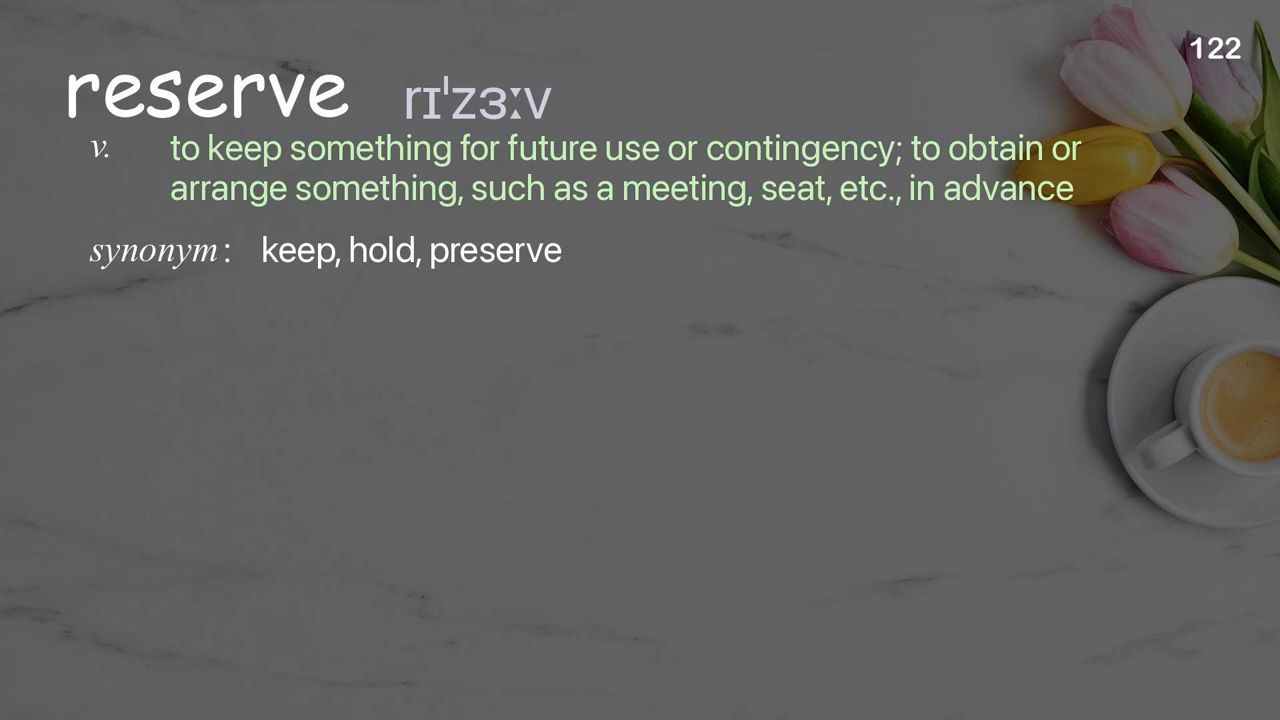 122
reserve rɪˈzɜːv
v. to keep something for future use or contingency; to obtain or
arrange something, such as a meeting, seat, etc., in advance
synonym : keep, hold, preserve